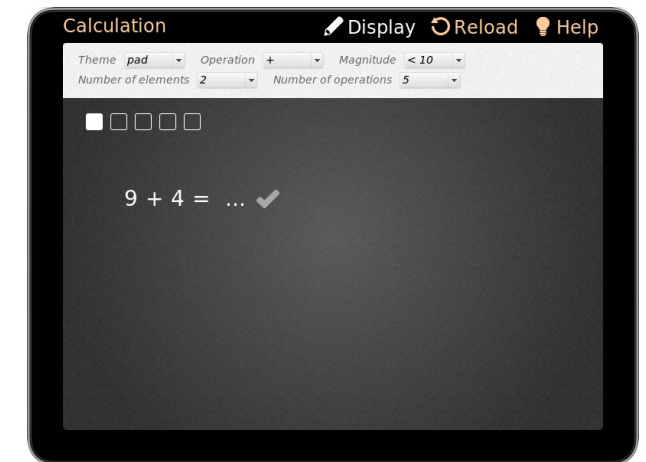 Calculation Display Reload Help
Theme pad Operation + Magnitude < 10
Number of elements 2 Number of operations 5
9 + 4 = ...